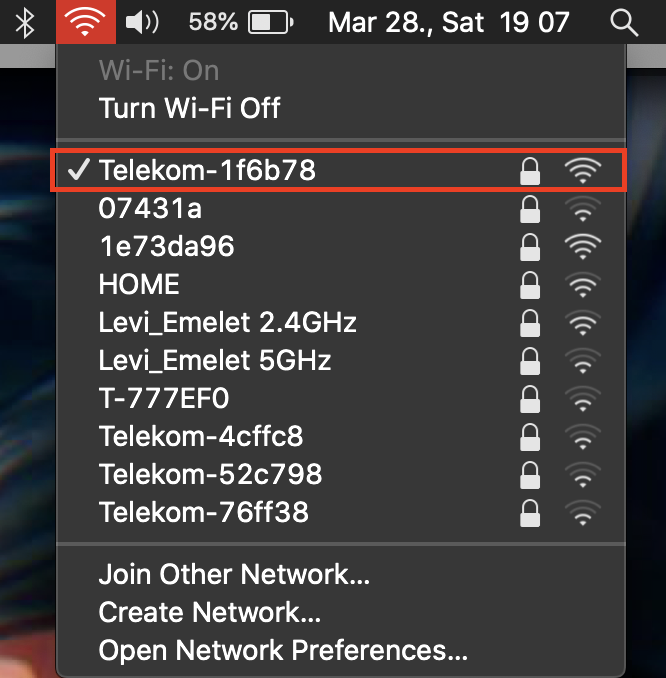 58% Mar 28., Sat 19 07
Wi-Fi: On
Turn Wi-Fi Off
Telekom-1f6b78
07431a
1e73da96
HOME
Levi_Emelet 2.4GHz
Levi_Emelet 5GHz
T-777EF0
Telekom-4cffc8
Telekom-52c798
Telekom-76ff38
Join Other Network...
Create Network...
Open Network Preferences...